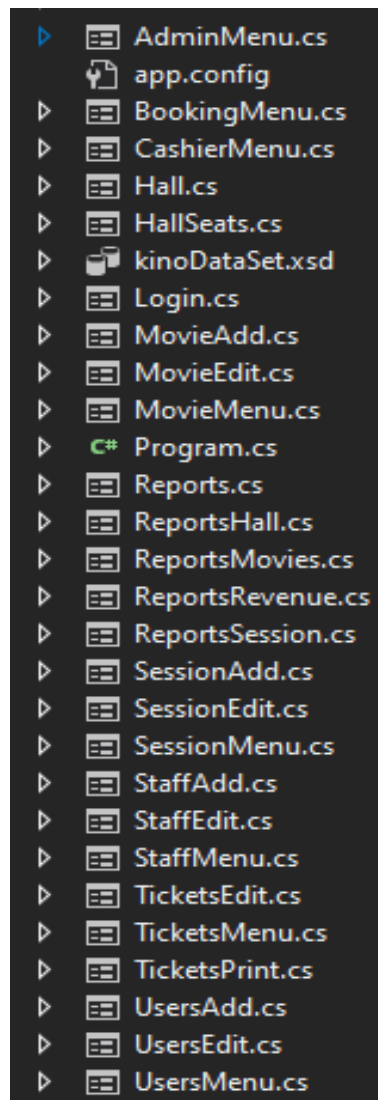 AdminMenu.cs
app.config
BookingMenu.cs
CashierMenu.cs
Hall.cs
HallSeats.cs
kinoDataSet.xsd
Login.cs
MovieAdd.cs
MovieEdit.cs
MovieMenu.cs
C# Program.cs
Reports.cs
ReportsHall.cs
ReportsMovies.cs
ReportsRevenue.cs
ReportsSession.cs
SessionAdd.cs
SessionEdit.cs
SessionMenu.cs
StaffAdd.cs
StaffEdit.cs
StaffMenu.cs
TicketsEdit.cs
TicketsMenu.cs
TicketsPrint.cs
UsersAdd.cs
UsersEdit.cs
UsersMenu.cs